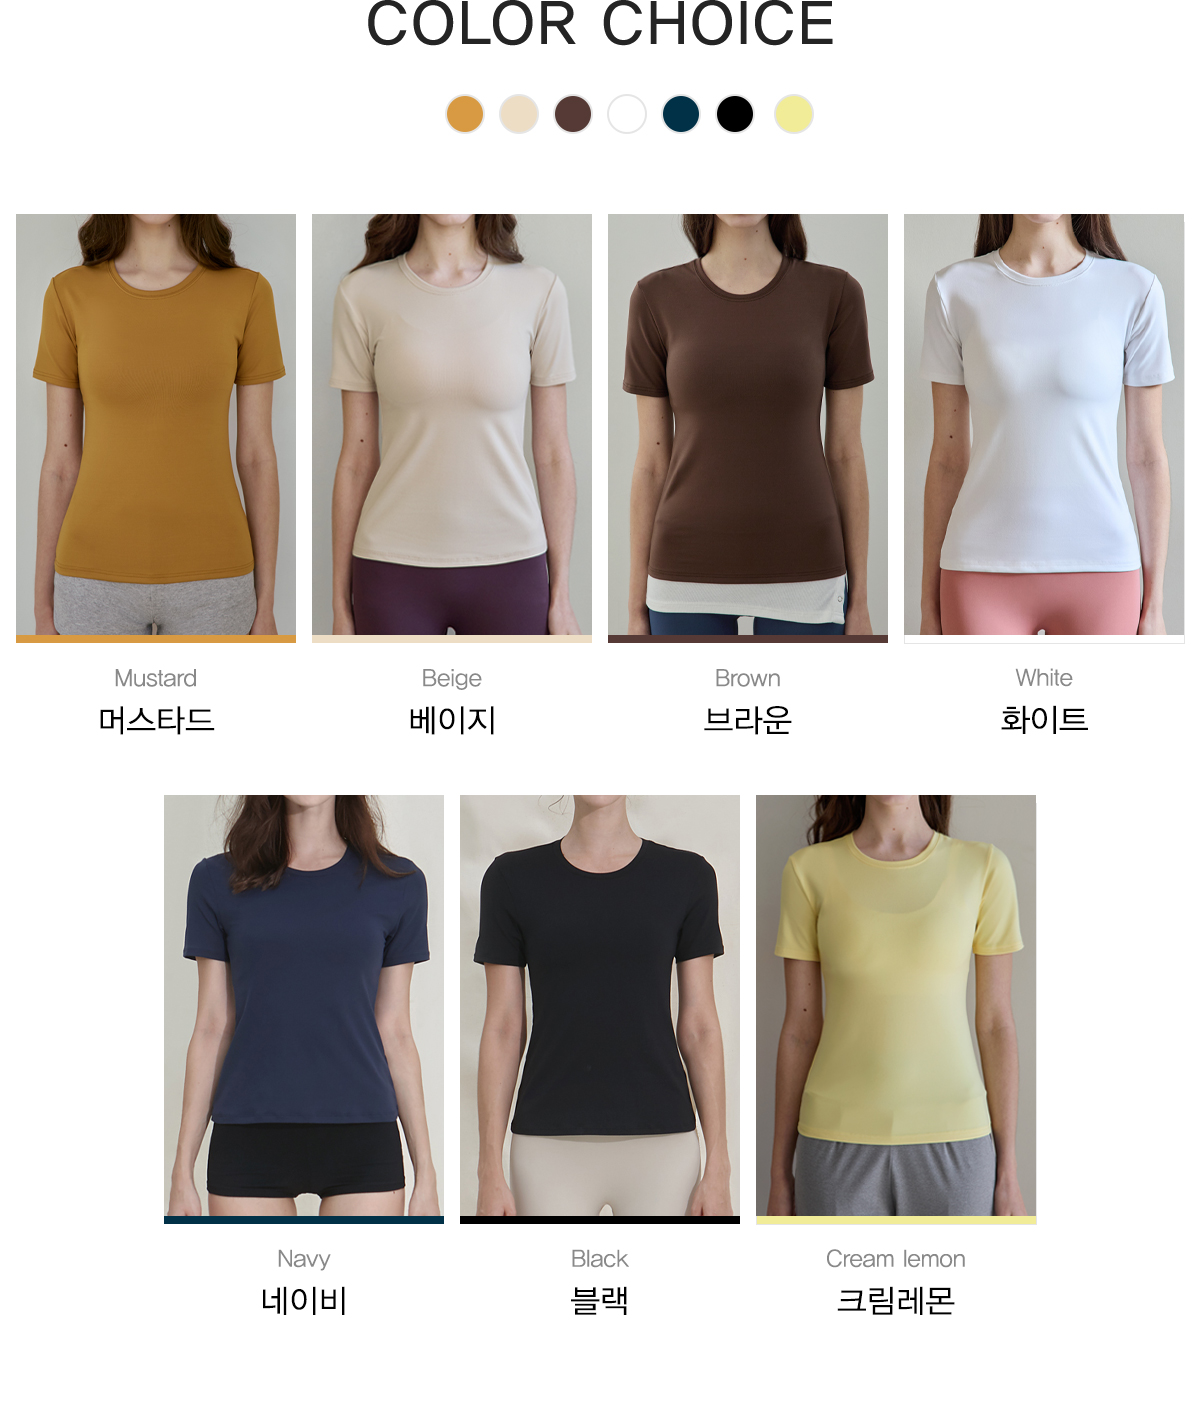 COLOR CHOICE
Mustard
머스타드
Beige
베이지
Brown
브라운
White
화이트
Navy
네이비
Black
블랙
Cream lemon
크림레몬